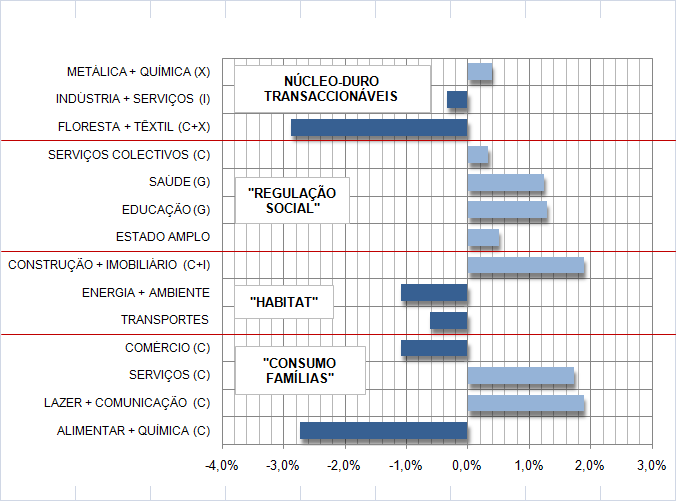 METÁLICA + QUÍMICA (X)
INDÚSTRIA + SERVIÇOS (I)
FLORESTA + TÊXTIL (C+X)
NÚCLEO-DURO
TRANSACCIONÁVEIS
SERVIÇOS COLECTIVOS (C)
SAÚDE (G)
EDUCAÇÃO (G)
ESTADO AMPLO
"REGULAÇÃO
SOCIAL"
CONSTRUÇÃO + IMOBILIÁRIO (C+I)
ENERGIA + AMBIENTE
TRANSPORTES
"HABITAT"
COMÉRCIO (C)
SERVIÇOS (C)
LAZER + COMUNICAÇÃO (C)
ALIMENTAR + QUÍMICA (C)
"CONSUMO
FAMÍLIAS"
-4,0% -3,0% -2,0% -1,0% 0,0% 1,0% 2,0% 3,0%